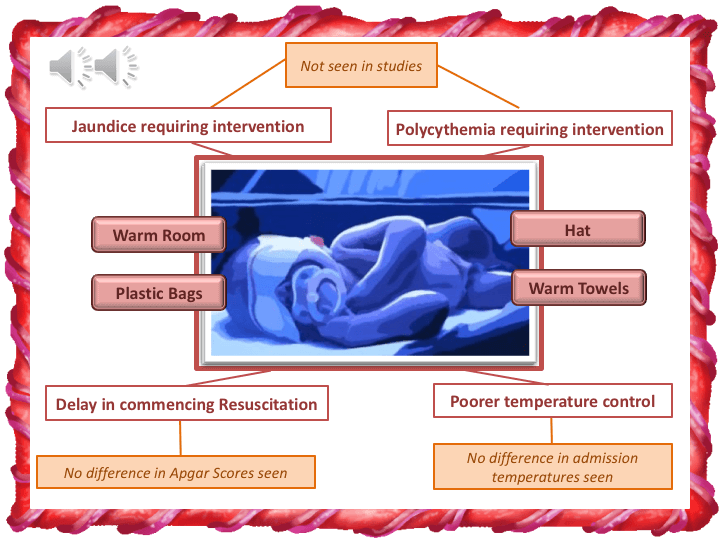 Not seen in studies
Jaundice requiring intervention
Polycythemia requiring intervention
Warm Room
Hat
Plastic Bags
Warm Towels
Delay in commencing Resuscitation
Poorer temperature control
No difference in Apgar Scores seen
No difference in admission
temperatures seen